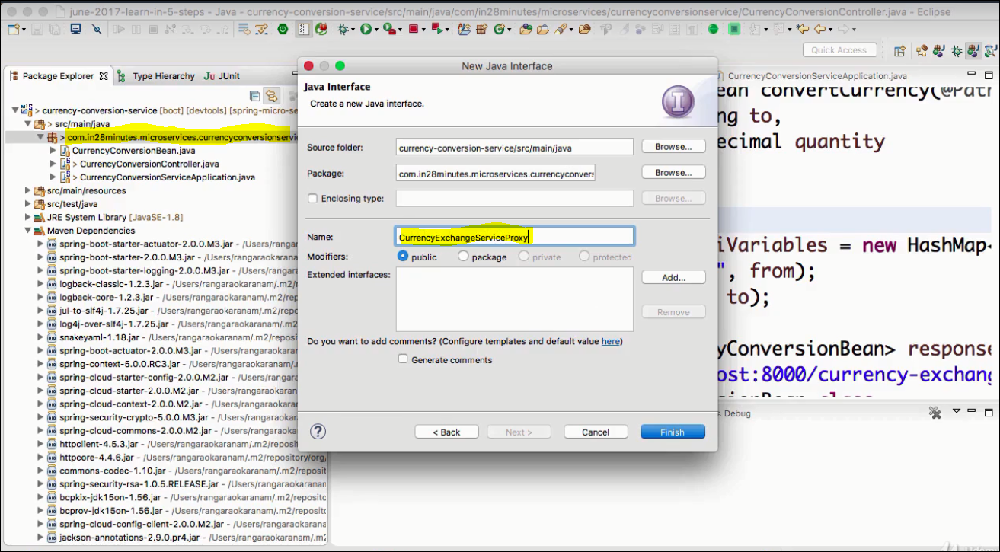 june-2017-learn-in-5-steps - Java - currency-conversion-service/src/main/java/com/in28minutes/microservices/currencyconversionservice/CurrencyConversionController.java - Eclipse
Quick Access
Package Explorer
Type Hierarchy
JUnit
> currency-conversion-service [boot] [devtools] [spring-micro-se
> src/main/java
> com.in28minutes.microservices.currencyconversionservi
CurrencyConversionBean.java
> CurrencyConversionController.java
> CurrencyConversionServiceApplication.java
src/main/resources
src/test/java
JRE System Library [JavaSE-1.8]
Maven Dependencies
spring-boot-starter-actuator-2.0.0.M3.jar - /Users/rangarao
spring-boot-starter-2.0.0.M3.jar - /Users/rangaraokaranam/
spring-boot-starter-logging-2.0.0.M3.jar - /Users/rangaraok
logback-classic-1.2.3.jar - /Users/rangaraokaranam/.m2/rep
logback-core-1.2.3.jar - /Users/rangaraokaranam/.m2/repo
jul-to-slf4j-1.7.25.jar - /Users/rangaraokaranam/.m2/repo
log4j-over-slf4j-1.7.25.jar - /Users/rangaraokaranam/.m2/
snakeyaml-1.18.jar - /Users/rangaraokaranam/.m2/reposit
spring-boot-actuator-2.0.0.M3.jar - /Users/rangaraokaranam
spring-context-5.0.0.RC3.jar - /Users/rangaraokaranam/.m
spring-cloud-starter-config-2.0.0.M2.jar - /Users/rangarao
spring-cloud-starter-2.0.0.M2.jar - /Users/rangaraokaranam
spring-cloud-context-2.0.0.M2.jar - /Users/rangaraokaranam
spring-security-crypto-5.0.0.M3.jar - /Users/rangaraokaran
spring-cloud-commons-2.0.0.M2.jar - /Users/rangaraokaran
httpclient-4.5.3.jar - /Users/rangaraokaranam/.m2/reposito
httpcore-4.4.6.jar - /Users/rangaraokaranam/.m2/repository/org/
commons-codec-1.10.jar - /Users/rangaraokaranam/.m2/reposit
spring-security-rsa-1.0.5.RELEASE.jar - /Users/rangaraokaranam/
bcpkix-jdk15on-1.56.jar - /Users/rangaraokaranam/.m2/reposito
bcprov-jdk15on-1.56.jar - /Users/rangaraokaranam/.m2/reposito
spring-cloud-config-client-2.0.0.M2.jar - /Users/rangaraokaranam
jackson-annotations-2.9.0.pr4.jar - /Users/rangaraokaranam/.m2
New Java Interface
Java Interface
Create a new Java interface.
Source folder:
currency-conversion-service/src/main/java
Browse...
Package:
com.in28minutes.microservices.currencyconvers
Browse...
Enclosing type:
Browse...
Name:
CurrencyExchangeServiceProxy
Modifiers:
public
package
private
protected
Extended interfaces:
Add...
Remove
Do you want to add comments? (Configure templates and default value here)
Generate comments
< Back
Next >
Cancel
Finish
CurrencyConversionServiceApplication.java
ean convertCurrency(@Path
ng to,
ecimal quantity
iVariables = new HashMap<
", from);
to);
yConversionBean> response
ost:8000/currency-exchang
Debug